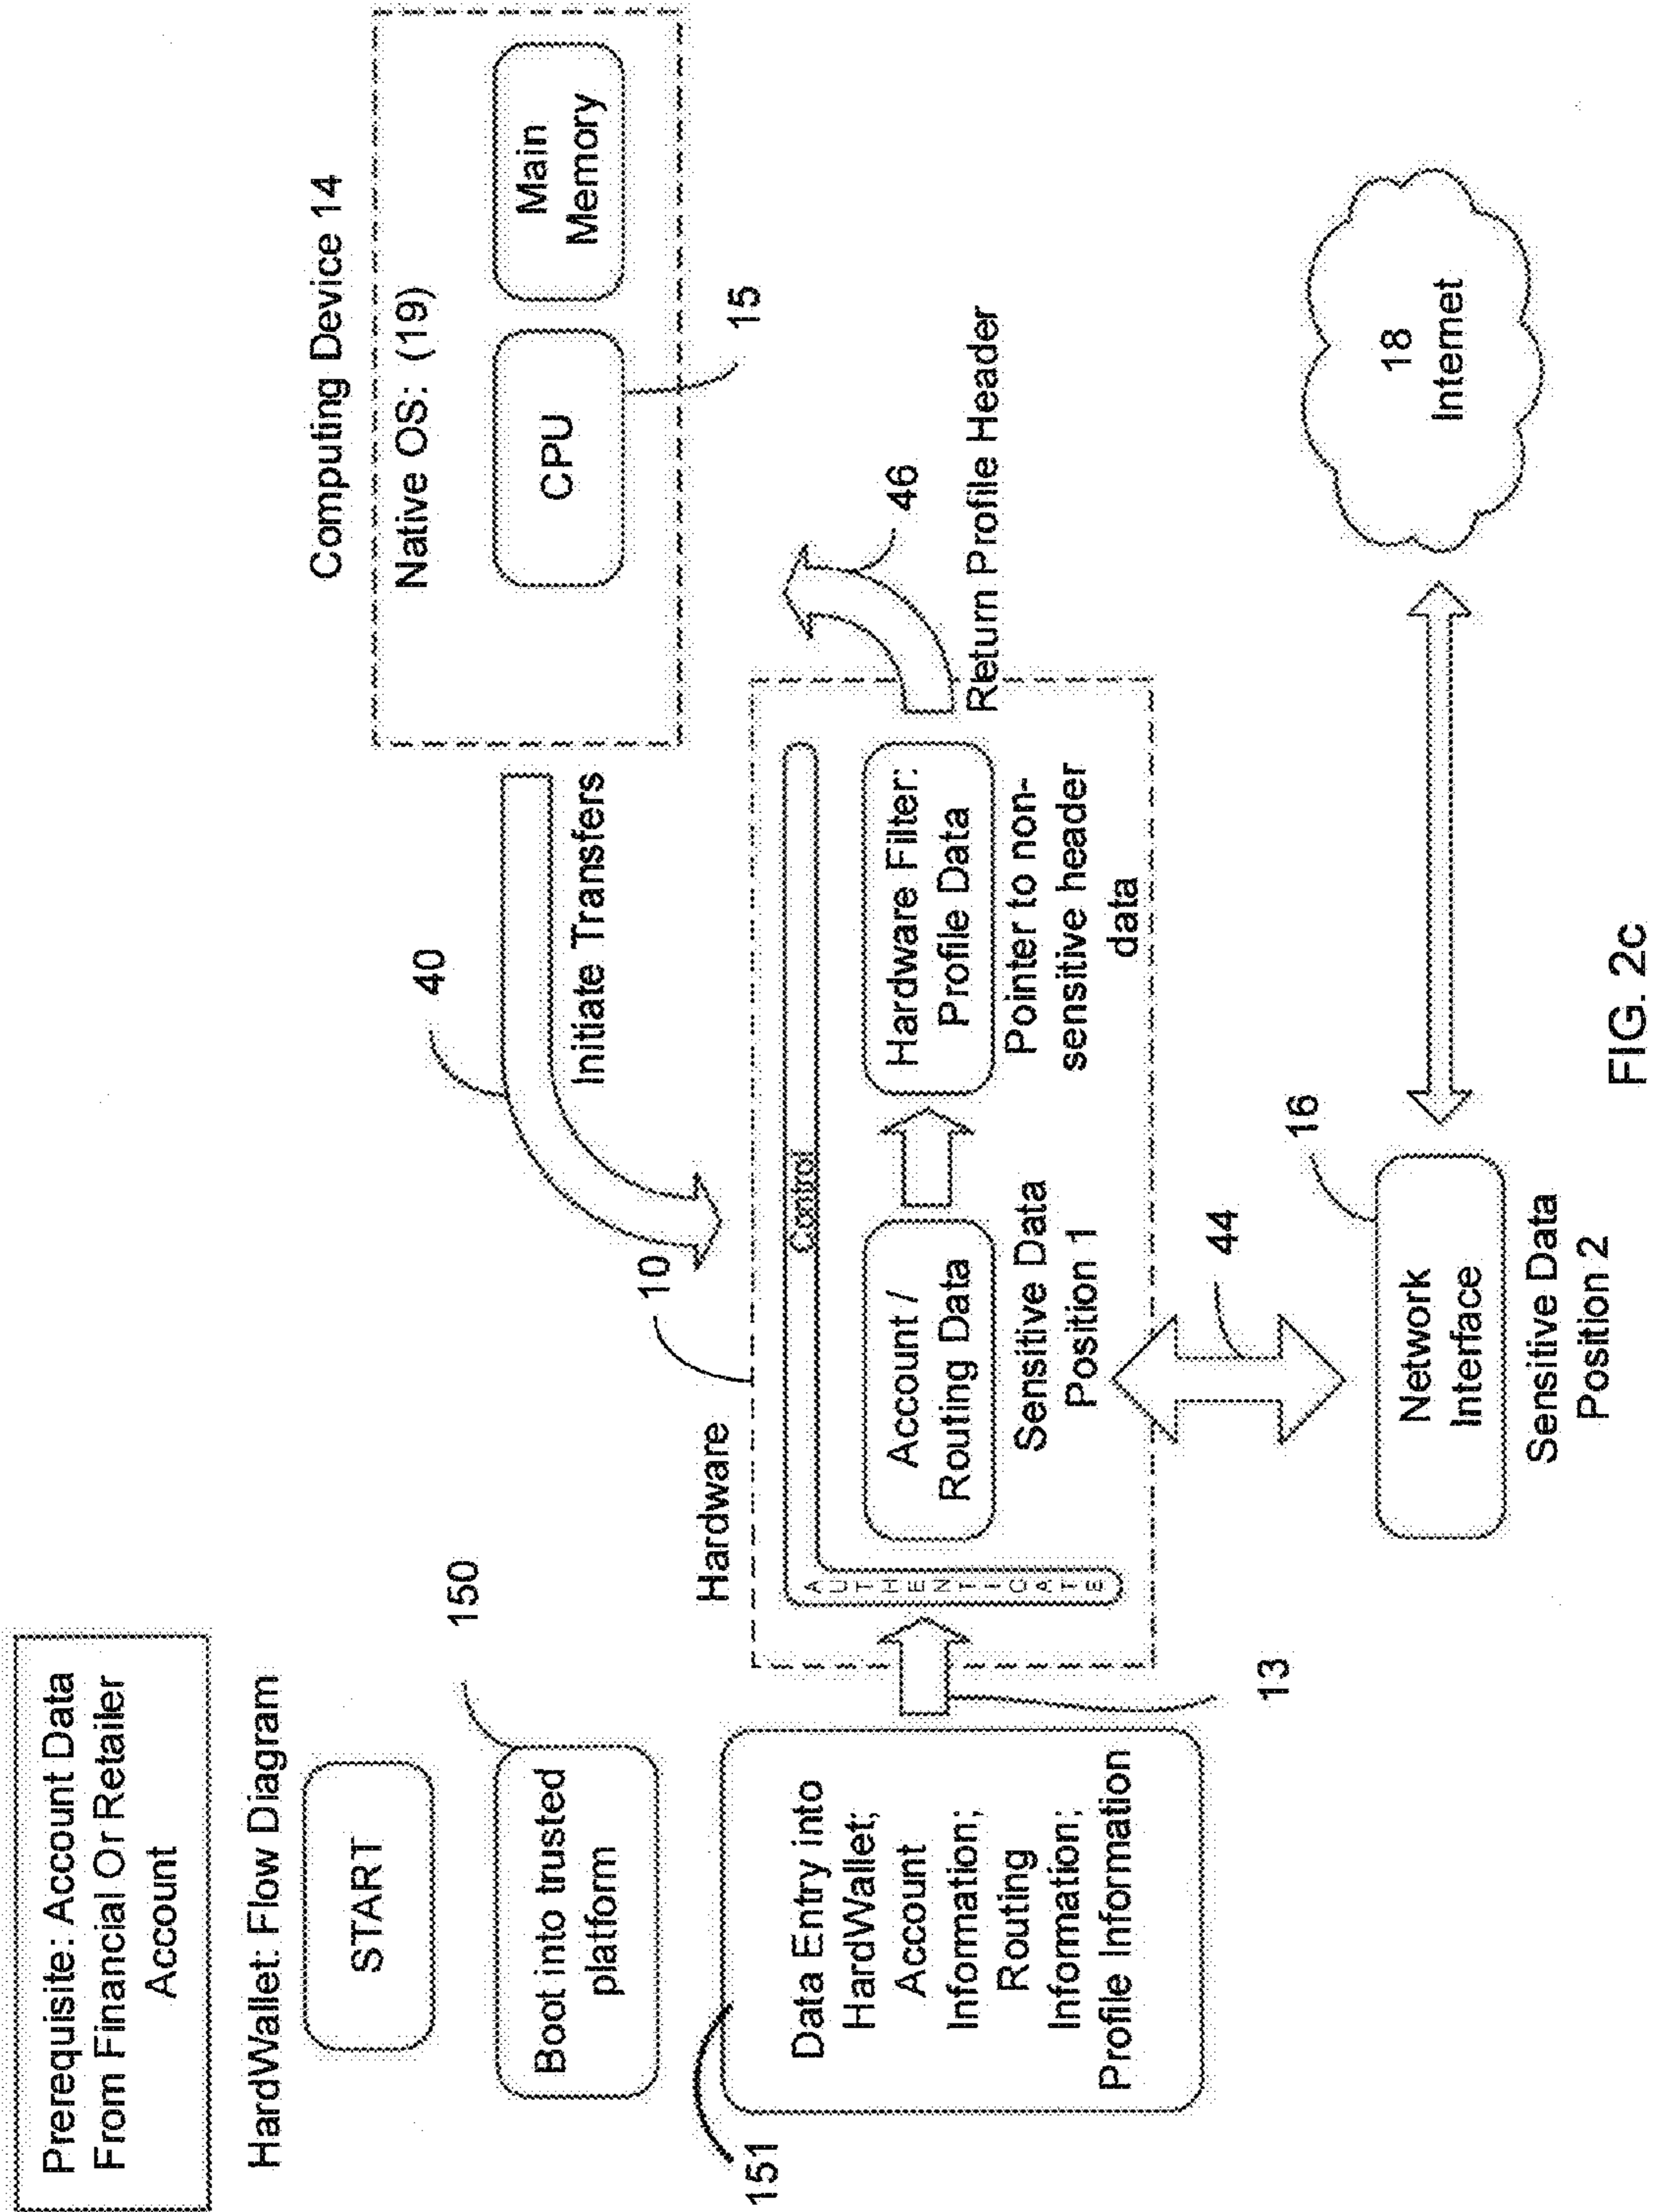 Prerequisite: Account Data
From Financial Or Retailer
Account
HardWallet: Flow Diagram
START
150
Boot into trusted
platform
151
Data Entry into
HardWallet;
Account
Information;
Routing
Information;
Profile Information
13
Hardware
10
AUTHENTICATE
Control
Account /
Routing Data
Sensitive Data
Position 1
Hardware Filter:
Profile Data
Pointer to non-
sensitive header
data
40
Initiate Transfers
Computing Device 14
Native OS: (19)
CPU
Main
Memory
15
46
Return Profile Header
44
16
Network
Interface
Sensitive Data
Position 2
18
Internet
FIG. 2c